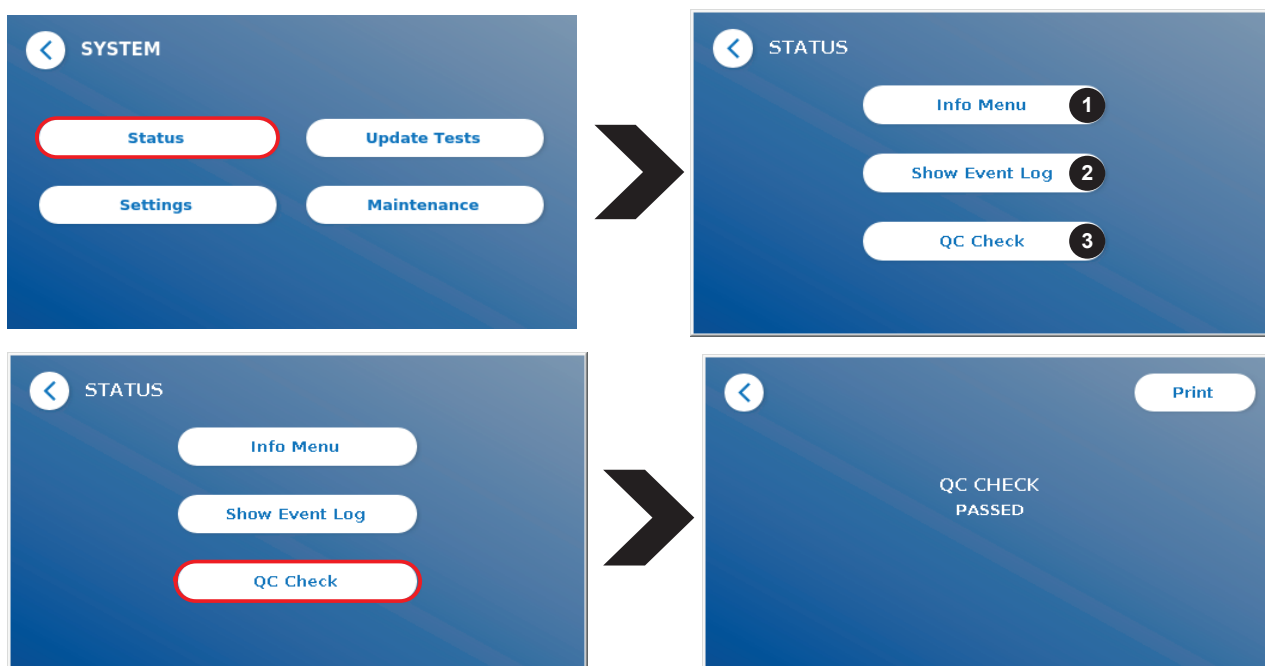 SYSTEM
Status
Update Tests
Settings
Maintenance
STATUS
Info Menu 1
Show Event Log 2
QC Check 3
STATUS
Info Menu
Show Event Log
QC Check
Print
QC CHECK
PASSED